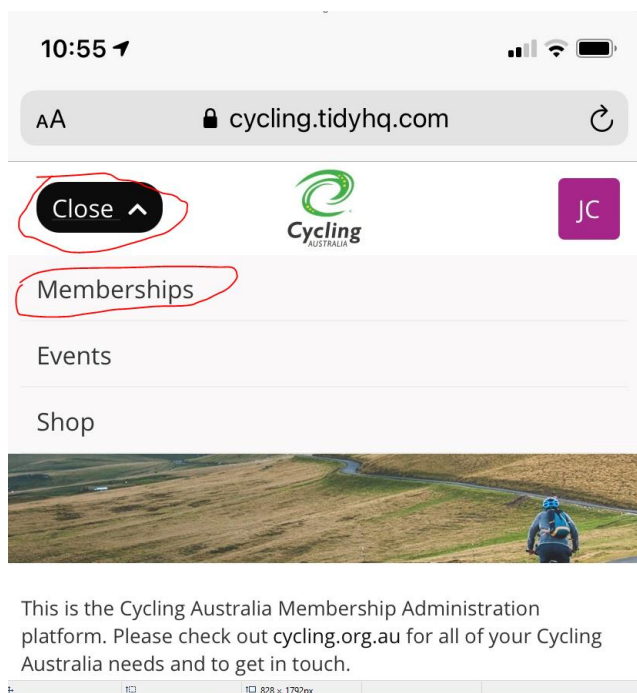 10:55
AA cycling.tidyhq.com
Close
Cycling
AUSTRALIA
JC
Memberships
Events
Shop
This is the Cycling Australia Membership Administration
platform. Please check out cycling.org.au for all of your Cycling
Australia needs and to get in touch.
828 × 1792px